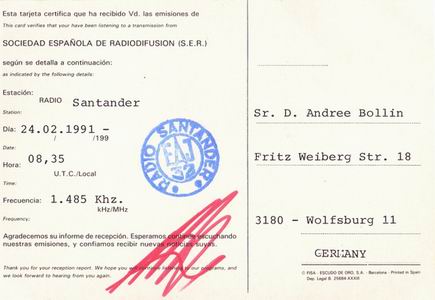 Esta tarjeta certifica que ha recibido Vd. las emisiones de
This card verifies that your have been listening to a transmission from
SOCIEDAD ESPAÑOLA DE RADIODIFUSION (S.E.R.)
según se detalla a continuación:
as indicated by the following details:
Estación: RADIO Santander
Station:
Día: 24.02.1991 -
/ /199
Date:
Hora: 08,35
U.T.C./Local
Time:
Frecuencia: 1.485 Khz.
kHz/MHz
Frequency:
Agradecemos su informe de recepción. Esperamos continúe escuchando
nuestras emisiones, y confiamos recibir nuevas noticias suyas.
Thank you for your reception report. We hope you will continue listening to our programs, and
we look forward to hearing from you again.
RADIO SANTANDER
EAJ
32
Sr. D. Andree Bollin
Fritz Weiberg Str. 18
3180 - Wolfsburg 11
GERMANY
© FISA - ESCUDO DE ORO, S.A. - Barcelona - Printed in Spain
Dep. Legal B. 25684-XXXIII